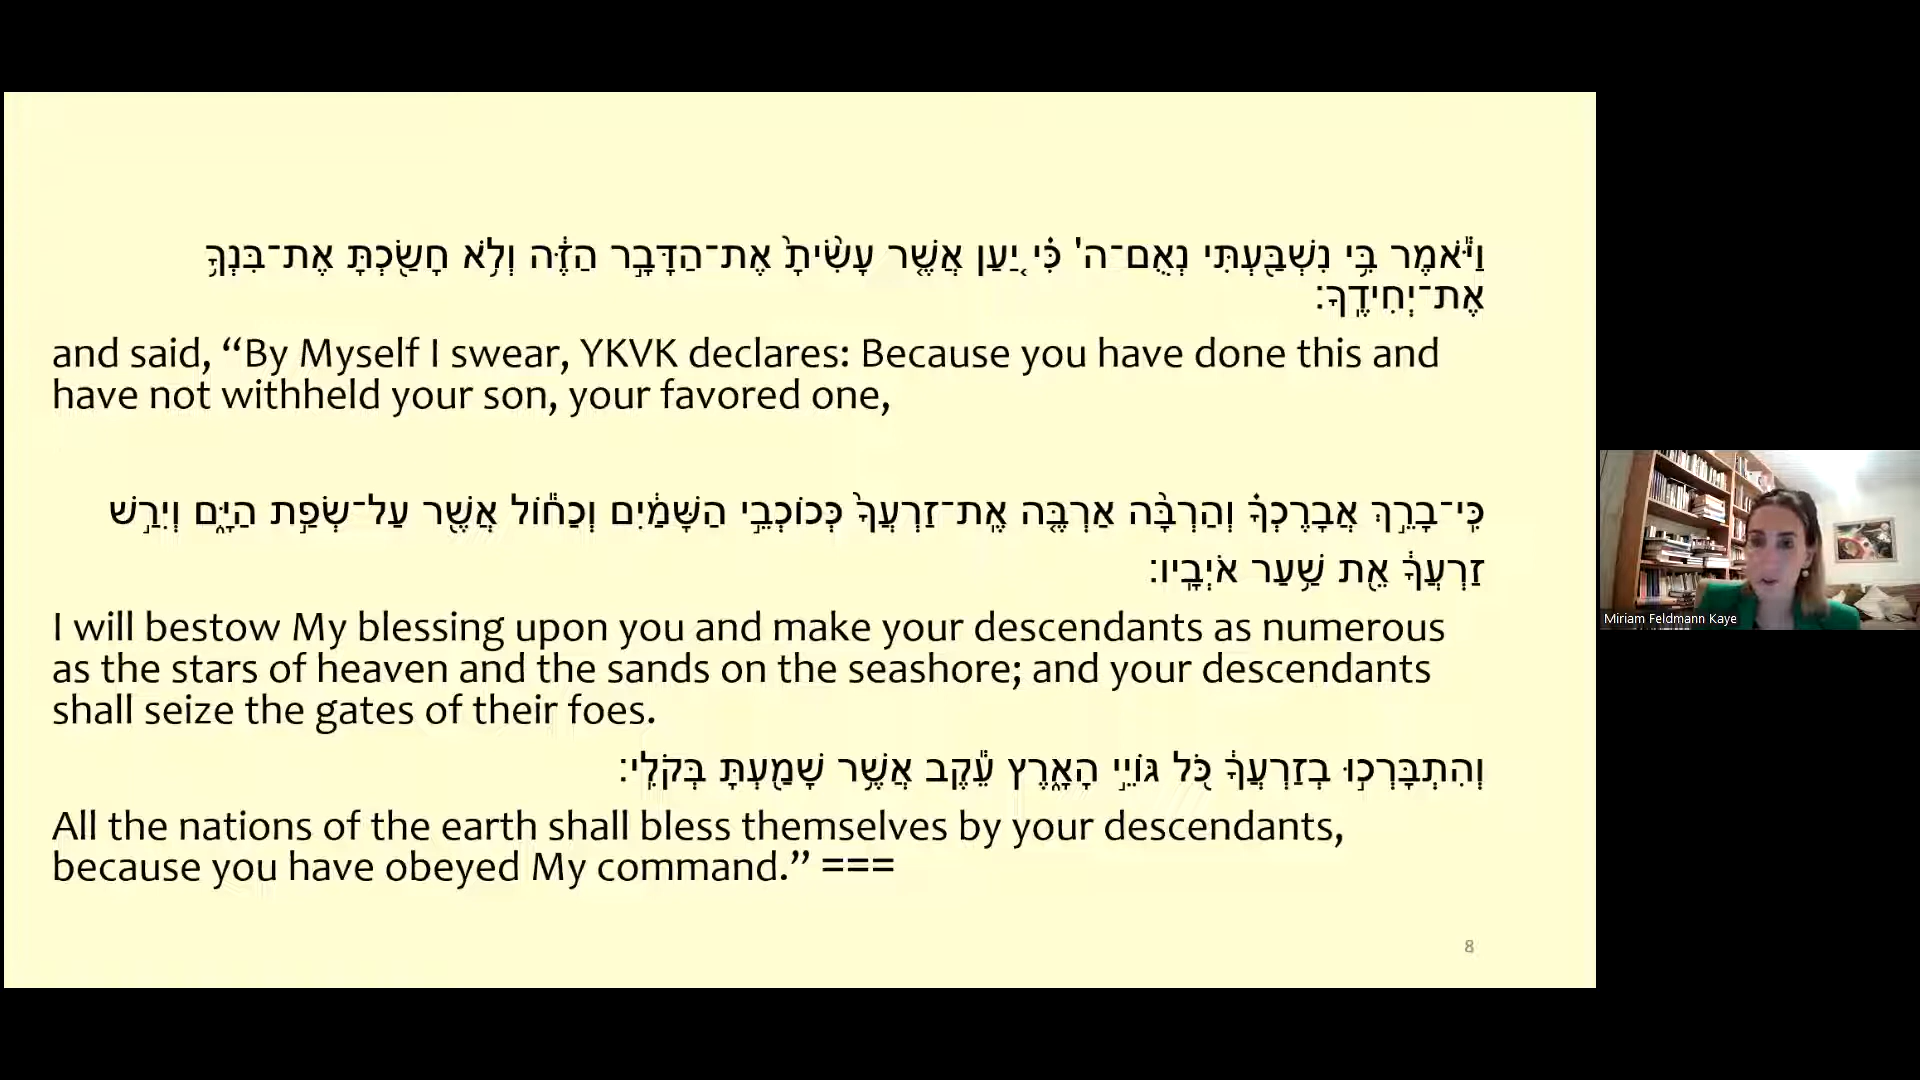 וַיֹּ֕אמֶר בִּ֥י נִשְׁבַּ֖עְתִּי נְאֻם־ה' כִּ֗י יַ֚עַן אֲשֶׁ֤ר עָשִׂ֙יתָ֙ אֶת־הַדָּבָ֣ר הַזֶּ֔ה וְלֹ֥א חָשַׂ֖כְתָּ אֶת־בִּנְךָ֥
אֶת־יְחִידֶֽךָ׃
and said, “By Myself I swear, YKVK declares: Because you have done this and
have not withheld your son, your favored one,
כִּֽי־בָרֵ֣ךְ אֲבָרֶכְךָ֗ וְהַרְבָּ֨ה אַרְבֶּ֤ה אֶֽת־זַרְעֲךָ֙ כְּכוֹכְבֵ֣י הַשָּׁמַ֔יִם וְכַח֕וֹל אֲשֶׁ֖ר עַל־שְׂפַ֣ת הַיָּ֑ם וְיִרַ֣שׁ
זַרְעֲךָ֔ אֵ֖ת שַׁ֥עַר אֹיְבָֽיו׃
I will bestow My blessing upon you and make your descendants as numerous
as the stars of heaven and the sands on the seashore; and your descendants
shall seize the gates of their foes.
וְהִתְבָּרְכ֣וּ בְזַרְעֲךָ֔ כֹּ֖ל גּוֹיֵ֣י הָאָ֑רֶץ עֵ֕קֶב אֲשֶׁ֥ר שָׁמַ֖עְתָּ בְּקֹלִֽי׃
All the nations of the earth shall bless themselves by your descendants,
because you have obeyed My command.” ===
8
Miriam Feldmann Kaye